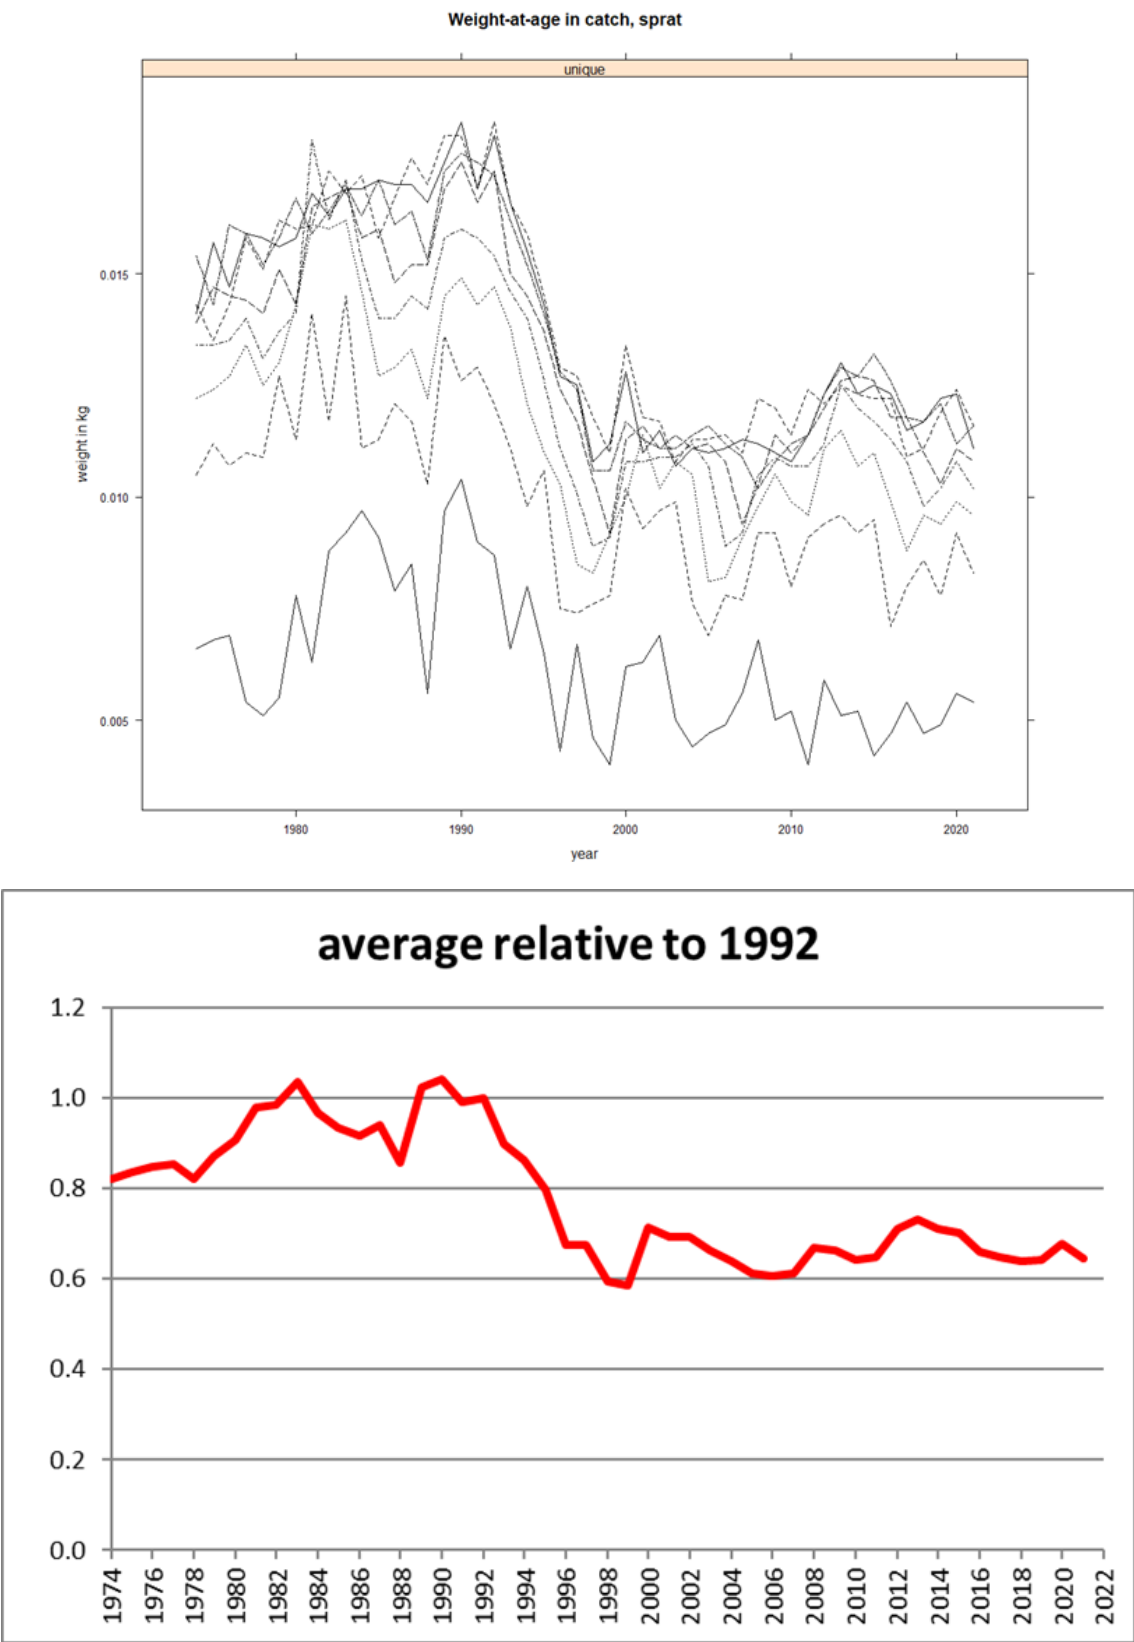 Weight-at-age in catch, sprat
unique
0.015
0.010
0.005
weight in kg
1980 1990 2000 2010 2020
year
average relative to 1992
1.2
1.0
0.8
0.6
0.4
0.2
0.0
1974 1976 1978 1980 1982 1984 1986 1988 1990 1992 1994 1996 1998 2000 2002 2004 2006 2008 2010 2012 2014 2016 2018 2020 2022